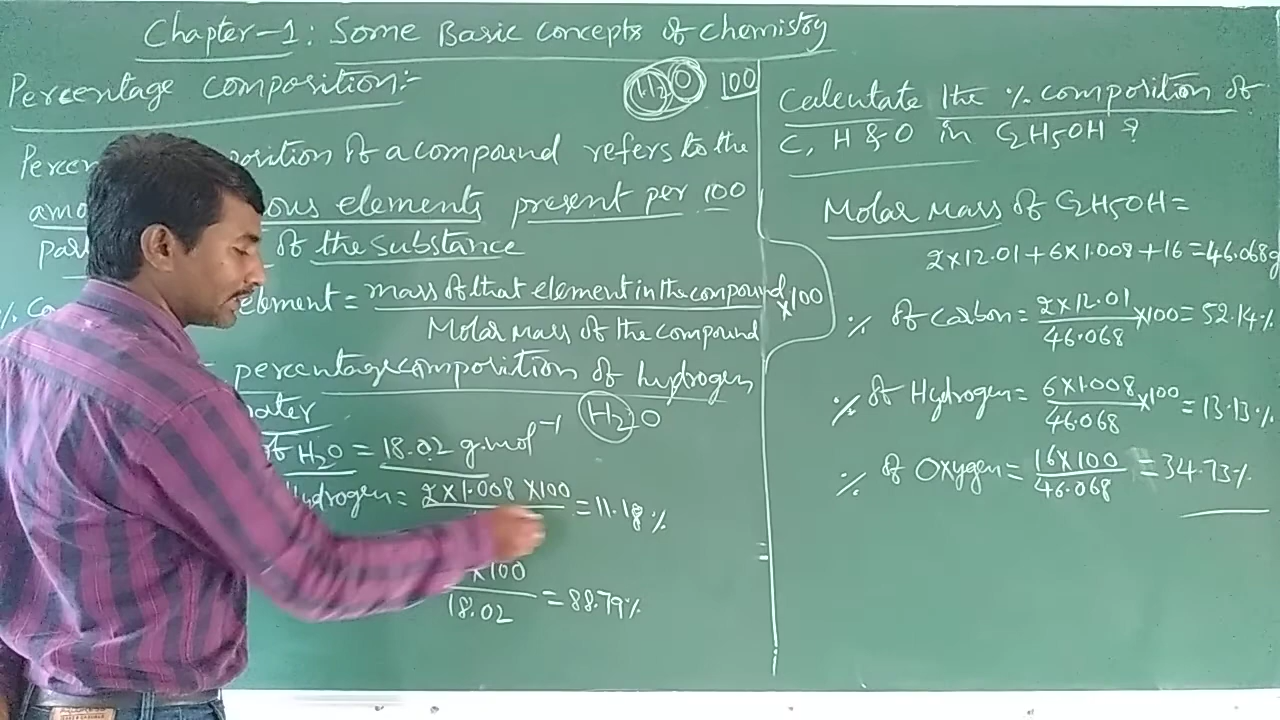 Chapter-1: Some Basic concepts of chemistry
Percentage composition:-
H2O 100
position of a compound refers to the
ous elements present per 100
of the substance
element = mass of that element in the compound x100
Molar mass of the compound
percentage composition of hydrogen
H2O
of H2O = 18.02 g.mol-1
Hydrogen = 2x1.008 x100 = 11.18%
x100 = 88.79%
18.02
Calculate the % composition of
C, H & O in C2H5OH ?
Molar Mass of C2H5OH =
2x12.01+6x1.008+16=46.068g
% of Carbon = 2x12.01 x100 = 52.14%
46.068
% of Hydrogen = 6x1.008 x100 = 13.13%
46.068
% of Oxygen = 16x100 = 34.73%
46.068